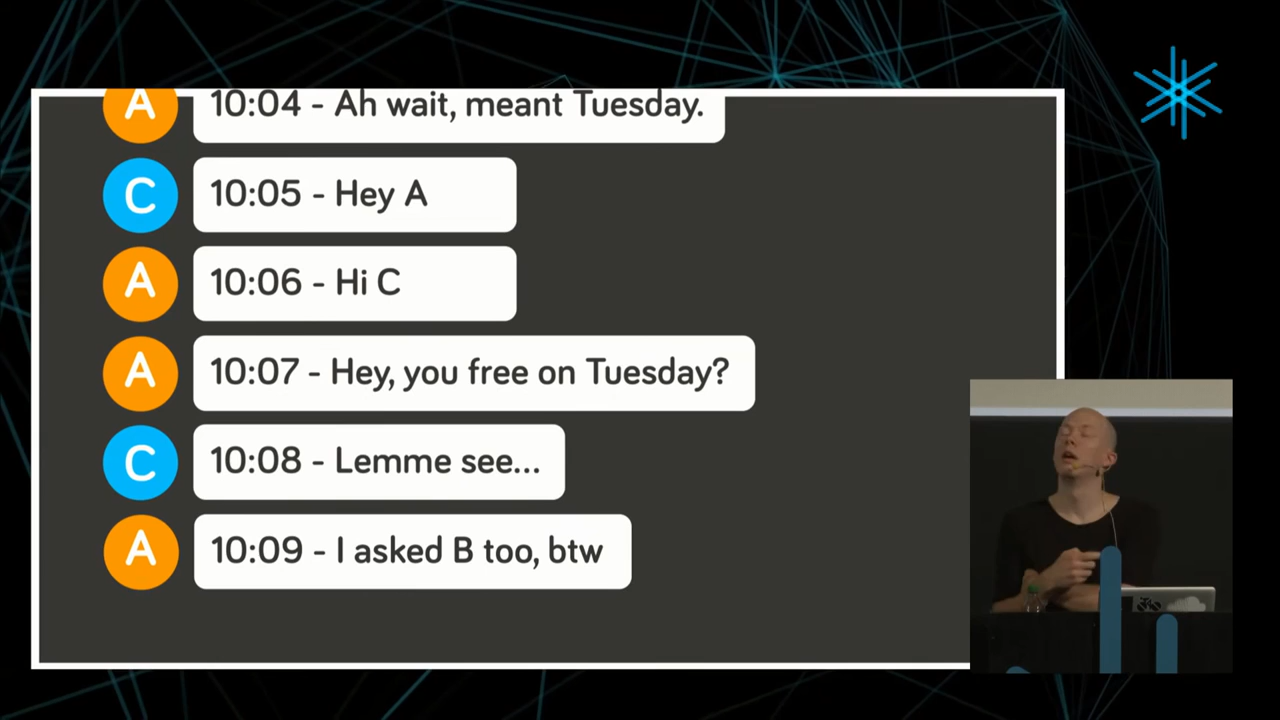 A 10:04 - Ah wait, meant Tuesday.
C 10:05 - Hey A
A 10:06 - Hi C
A 10:07 - Hey, you free on Tuesday?
C 10:08 - Lemme see...
A 10:09 - I asked B too, btw